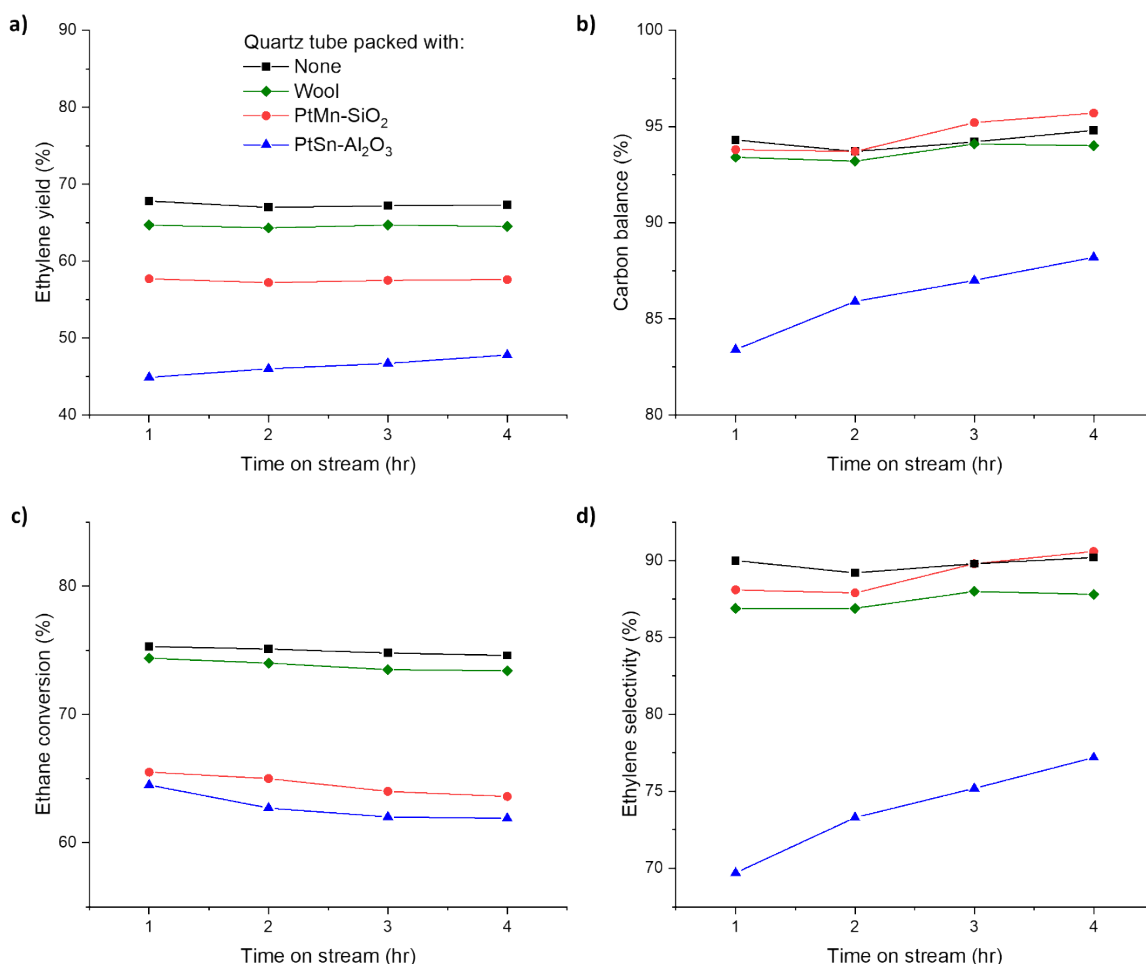 a)
Quartz tube packed with:
None
Wool
PtMn-SiO₂
PtSn-Al₂O₃
90
80
70
60
50
40
Ethylene yield (%)
1 2 3 4
Time on stream (hr)
b)
100
95
90
85
80
Carbon balance (%)
1 2 3 4
Time on stream (hr)
c)
80
70
60
Ethane conversion (%)
1 2 3 4
Time on stream (hr)
d)
90
85
80
75
70
Ethylene selectivity (%)
1 2 3 4
Time on stream (hr)